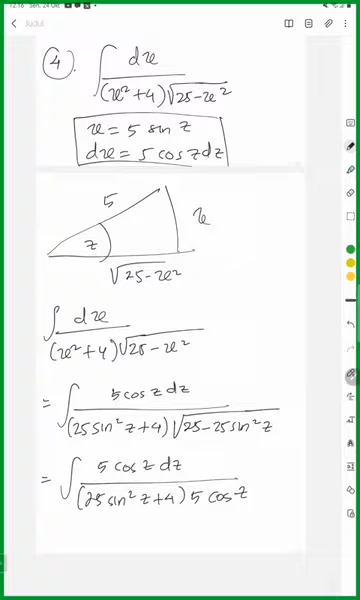 12.16 Sen, 24 Okt
Judul
4). ∫ dx / (x²+4)√25-x²
x = 5 sin z
dx = 5 cos z dz
5
x
z
√25-x²
∫ dx / (x²+4)√25-x²
= ∫ 5 cos z dz / (25 sin² z+4) √25-25 sin² z
= ∫ 5 cos z dz / (25 sin² z+4) 5 cos z